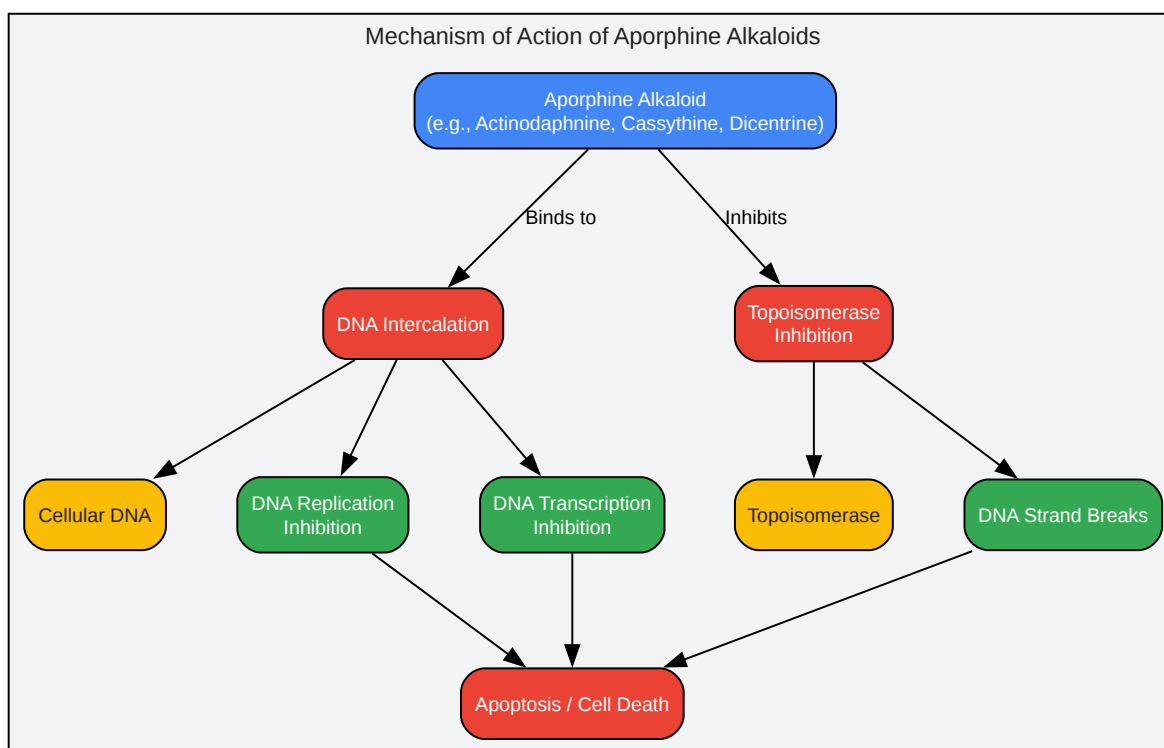 Mechanism of Action of Aporphine Alkaloids
Aporphine Alkaloid
(e.g., Actinodaphnine, Cassythine, Dicentrine)
Binds to
Inhibits
DNA Intercalation
Topoisomerase
Inhibition
Cellular DNA
DNA Replication
Inhibition
DNA Transcription
Inhibition
Topoisomerase
DNA Strand Breaks
Apoptosis / Cell Death